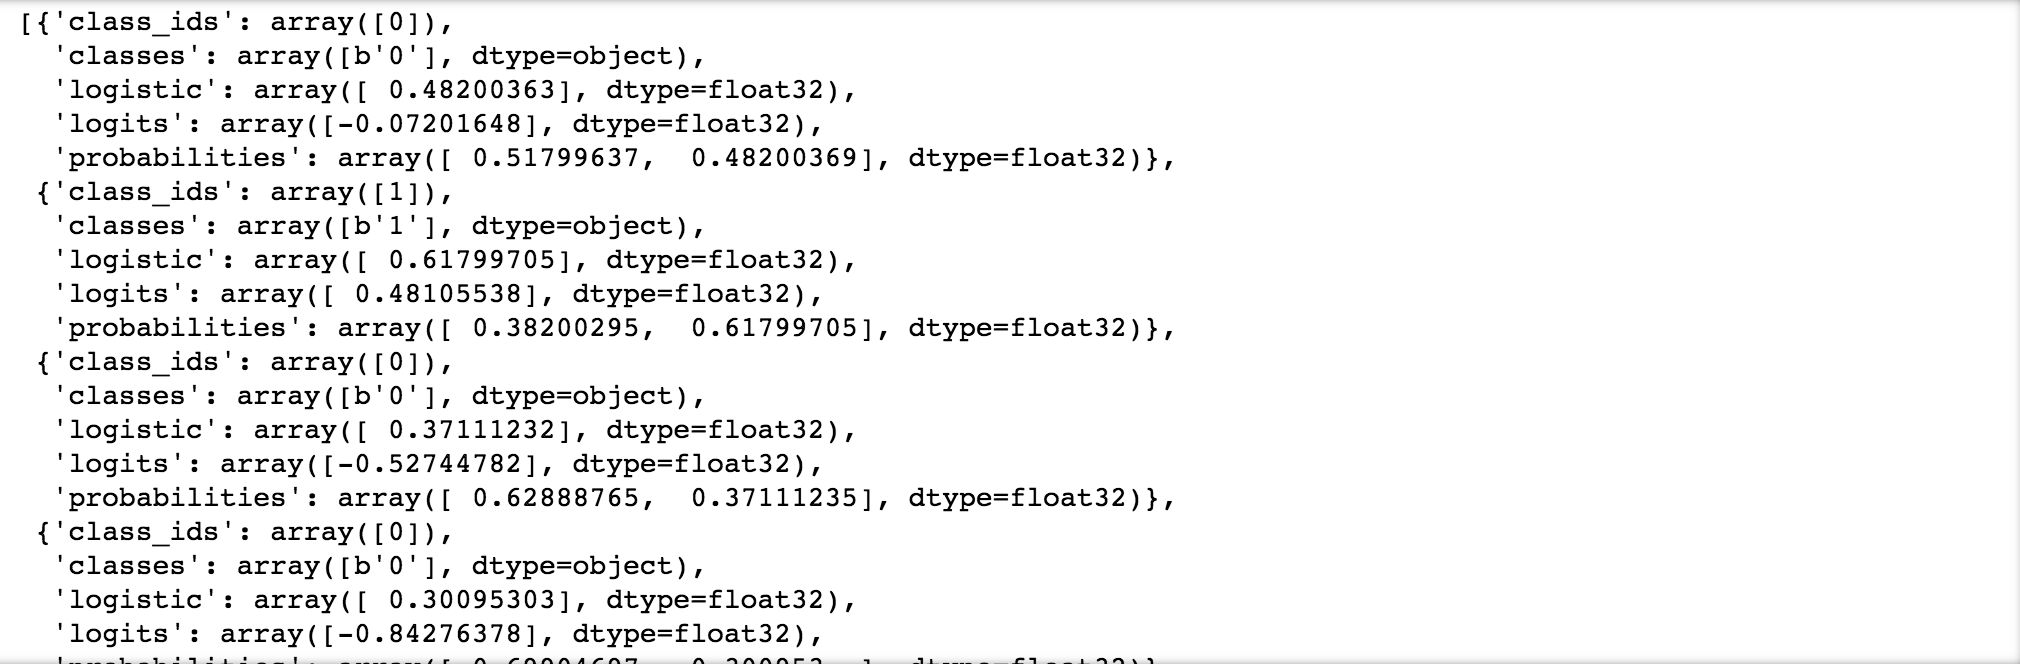 [{'class_ids': array([0]),
'classes': array([b'0'], dtype=object),
'logistic': array([ 0.48200363], dtype=float32),
'logits': array([-0.07201648], dtype=float32),
'probabilities': array([ 0.51799637,  0.48200369], dtype=float32)},
{'class_ids': array([1]),
'classes': array([b'1'], dtype=object),
'logistic': array([ 0.61799705], dtype=float32),
'logits': array([ 0.48105538], dtype=float32),
'probabilities': array([ 0.38200295,  0.61799705], dtype=float32)},
{'class_ids': array([0]),
'classes': array([b'0'], dtype=object),
'logistic': array([ 0.37111232], dtype=float32),
'logits': array([-0.52744782], dtype=float32),
'probabilities': array([ 0.62888765,  0.37111235], dtype=float32)},
{'class_ids': array([0]),
'classes': array([b'0'], dtype=object),
'logistic': array([ 0.30095303], dtype=float32),
'logits': array([-0.84276378], dtype=float32),
'probabilities': array([ dtype=float32)}